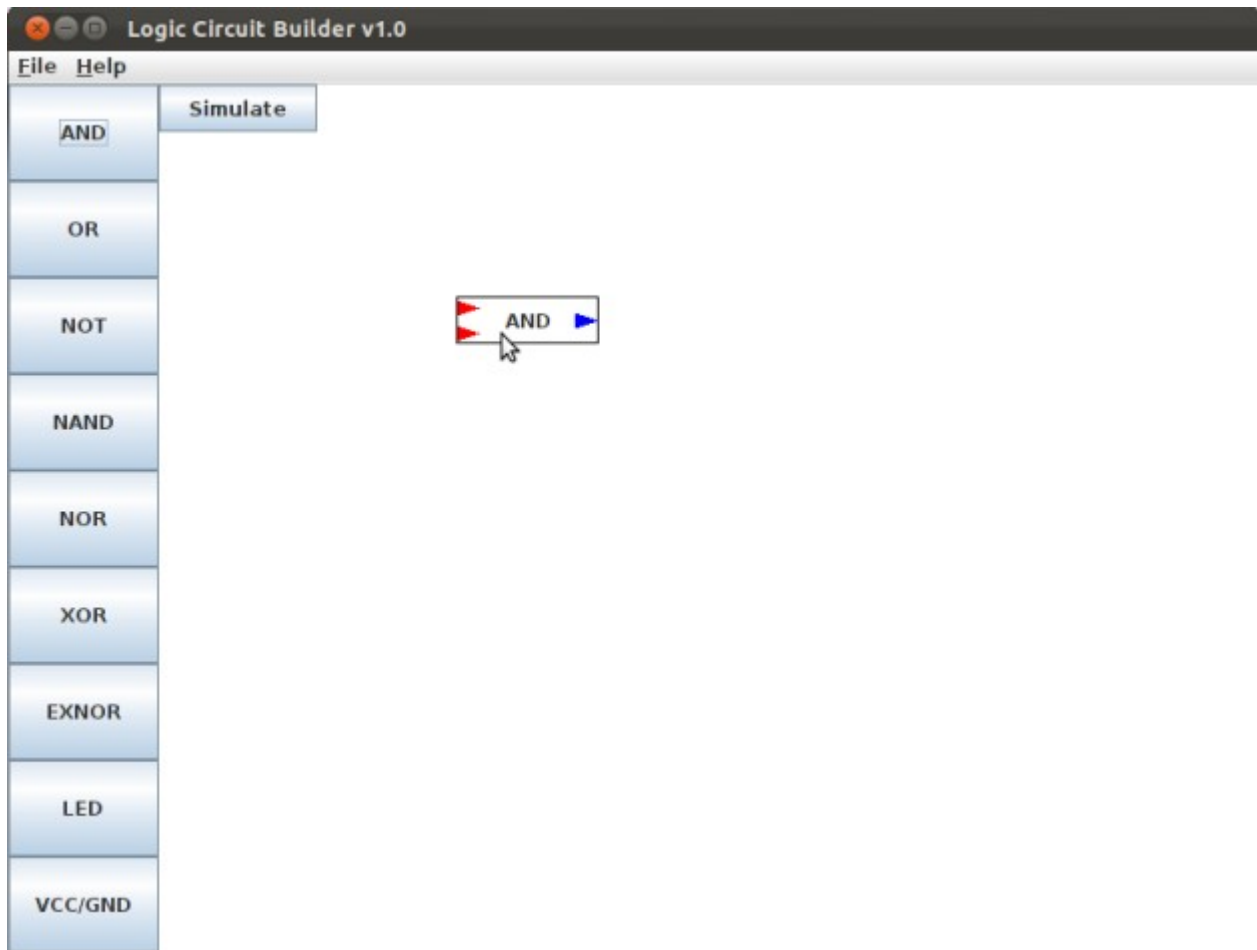 Logic Circuit Builder v1.0
File Help
AND
Simulate
OR
NOT
AND
NAND
NOR
XOR
EXNOR
LED
VCC/GND